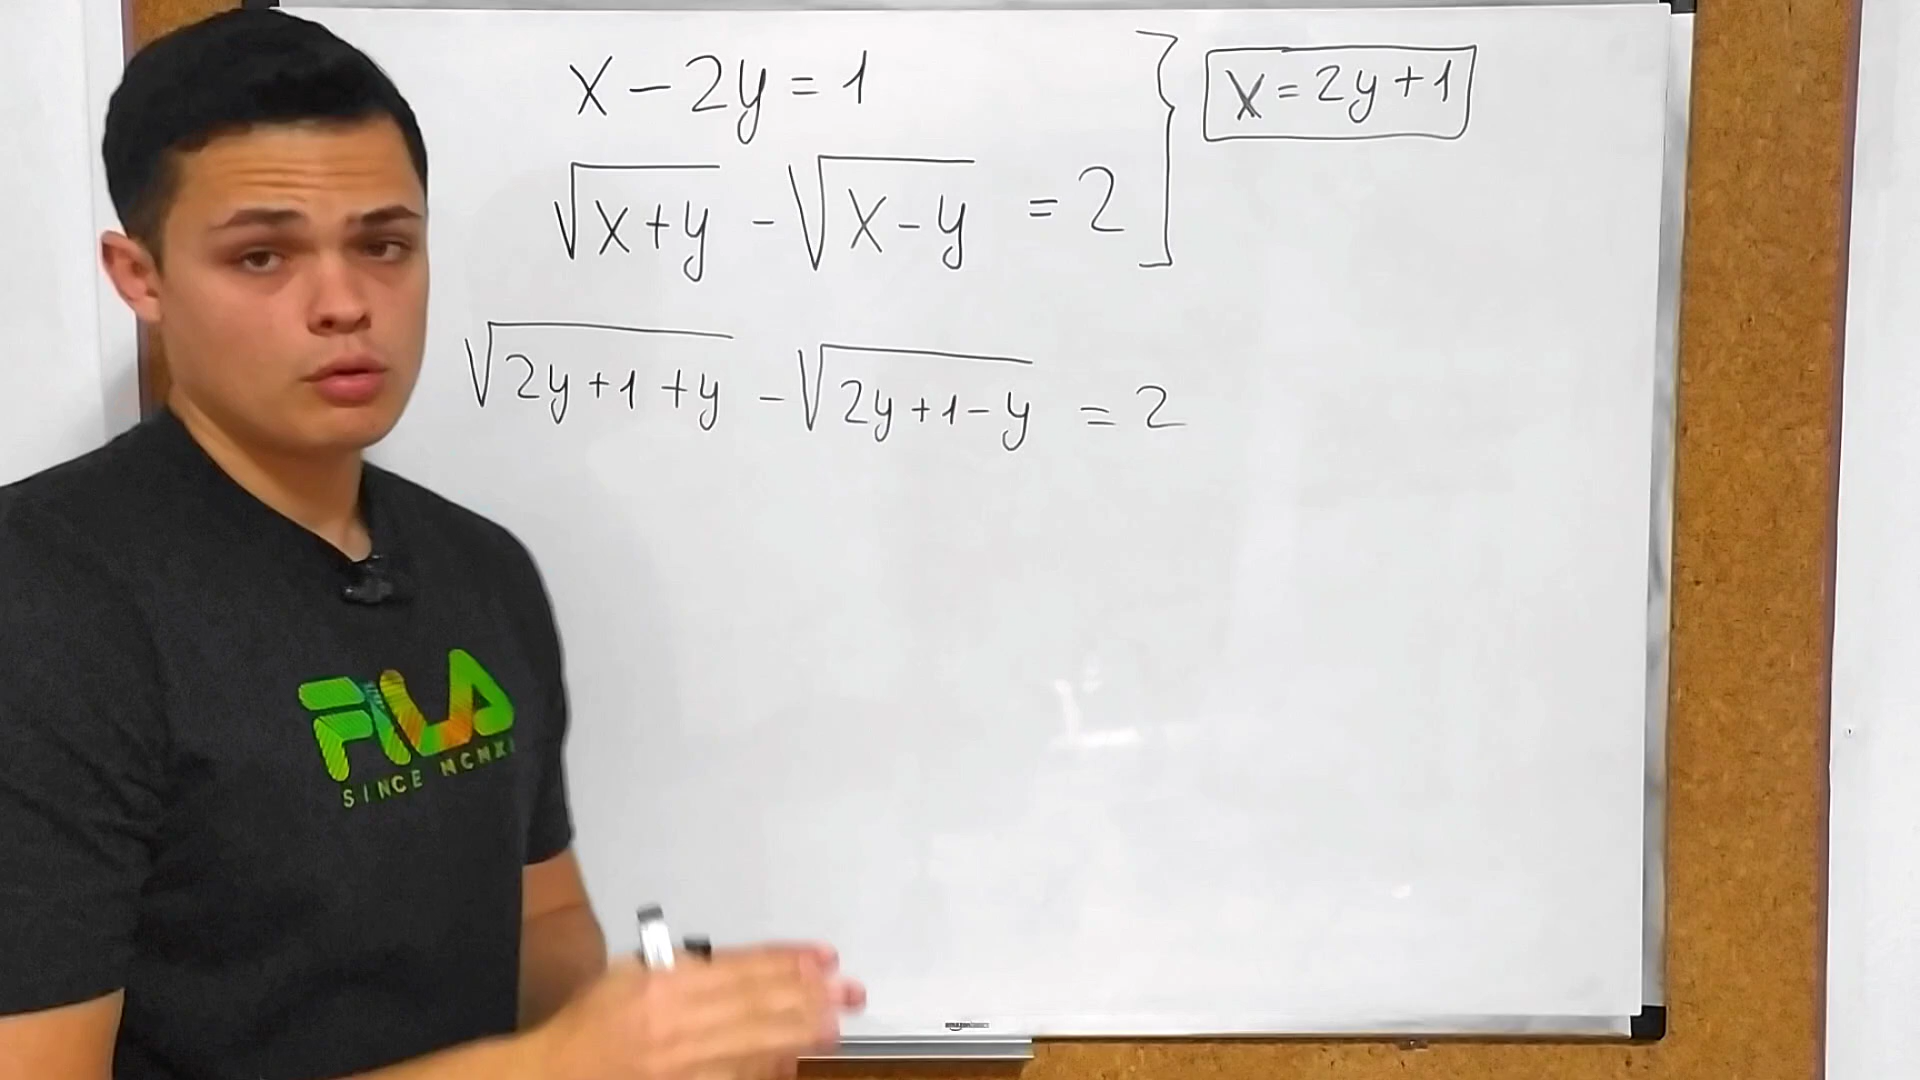 x - 2y = 1
x = 2y + 1
√(x+y) - √(x-y) = 2
√(2y+1+y) - √(2y+1-y) = 2
FILA
SINCE MCMXI